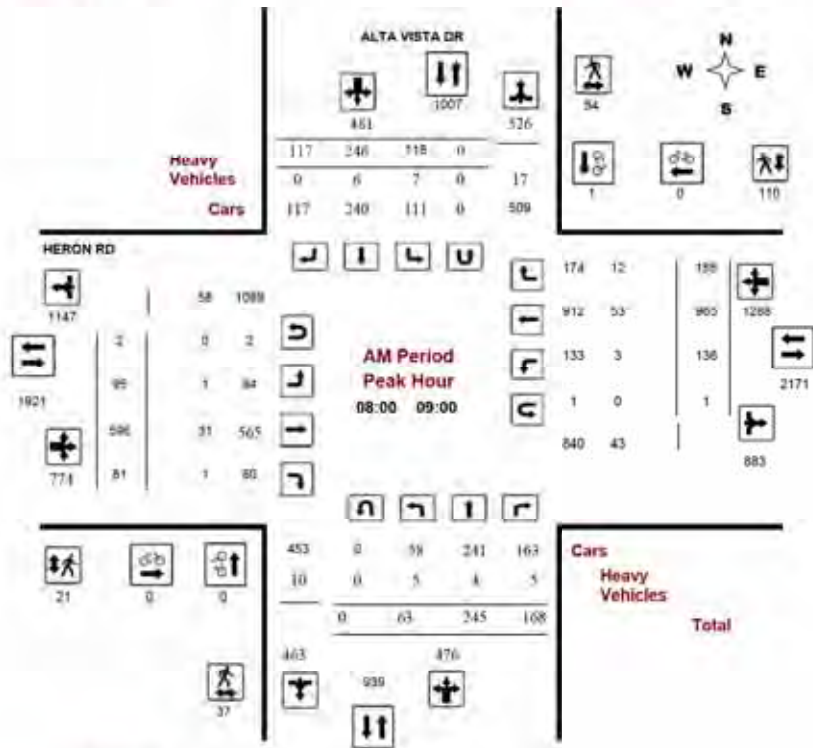 ALTA VISTA DR
N
W E
S
1007
481 526
54
117 246 118 0
Heavy
Vehicles
0 6 7 0 17
Cars
117 240 111 0 509
1 0 110
HERON RD
1147
58 1089
2 0 2
1921
95 1 94
596 31 565
774
81 1 80
AM Period
Peak Hour
08:00 09:00
174 12 186
912 53 965 1288
133 3 136
2171
1 0 1
840 43
883
453 0 58 241 163
Cars
10 0 5 4 5
Heavy
Vehicles
0 63 245 168
Total
21 0 0
463 476
939
37